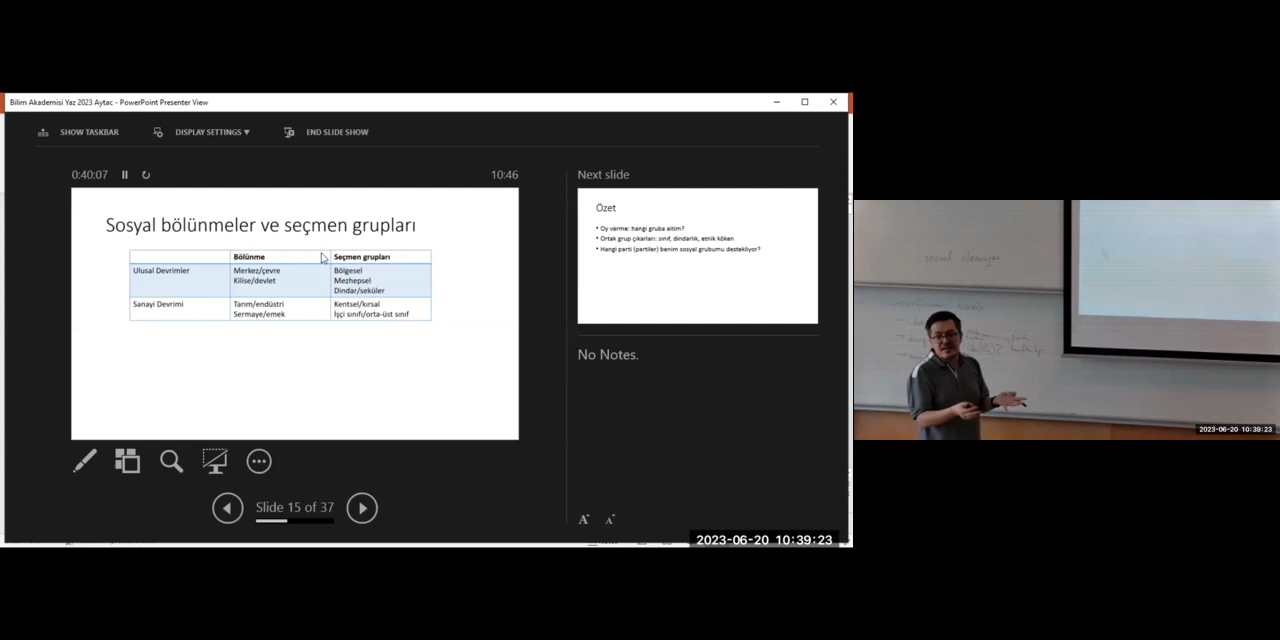 Bilim Akademisi Yaz 2023 Aytac - PowerPoint Presenter View
SHOW TASKBAR
DISPLAY SETTINGS ▼
END SLIDE SHOW
0:40:07
10:46
Sosyal bölünmeler ve seçmen grupları
Bölünme
Seçmen grupları
Ulusal Devrimler
Merkez/çevre
Kilise/devlet
Bölgesel
Mezhepsel
Dindar/seküler
Sanayi Devrimi
Tarım/endüstri
Sermaye/emek
Kentsel/kırsal
İşçi sınıfı/orta-üst sınıf
Slide 15 of 37
Next slide
Özet
• Oy verme: hangi gruba aitim?
• Ortak grup çıkarları: sınıf, dindarlık, etnik köken
• Hangi parti (partiler) benim sosyal grubumu destekliyor?
No Notes.
A A
2023-06-20 10:39:23
social cleavages
2023-06-20 10:39:23